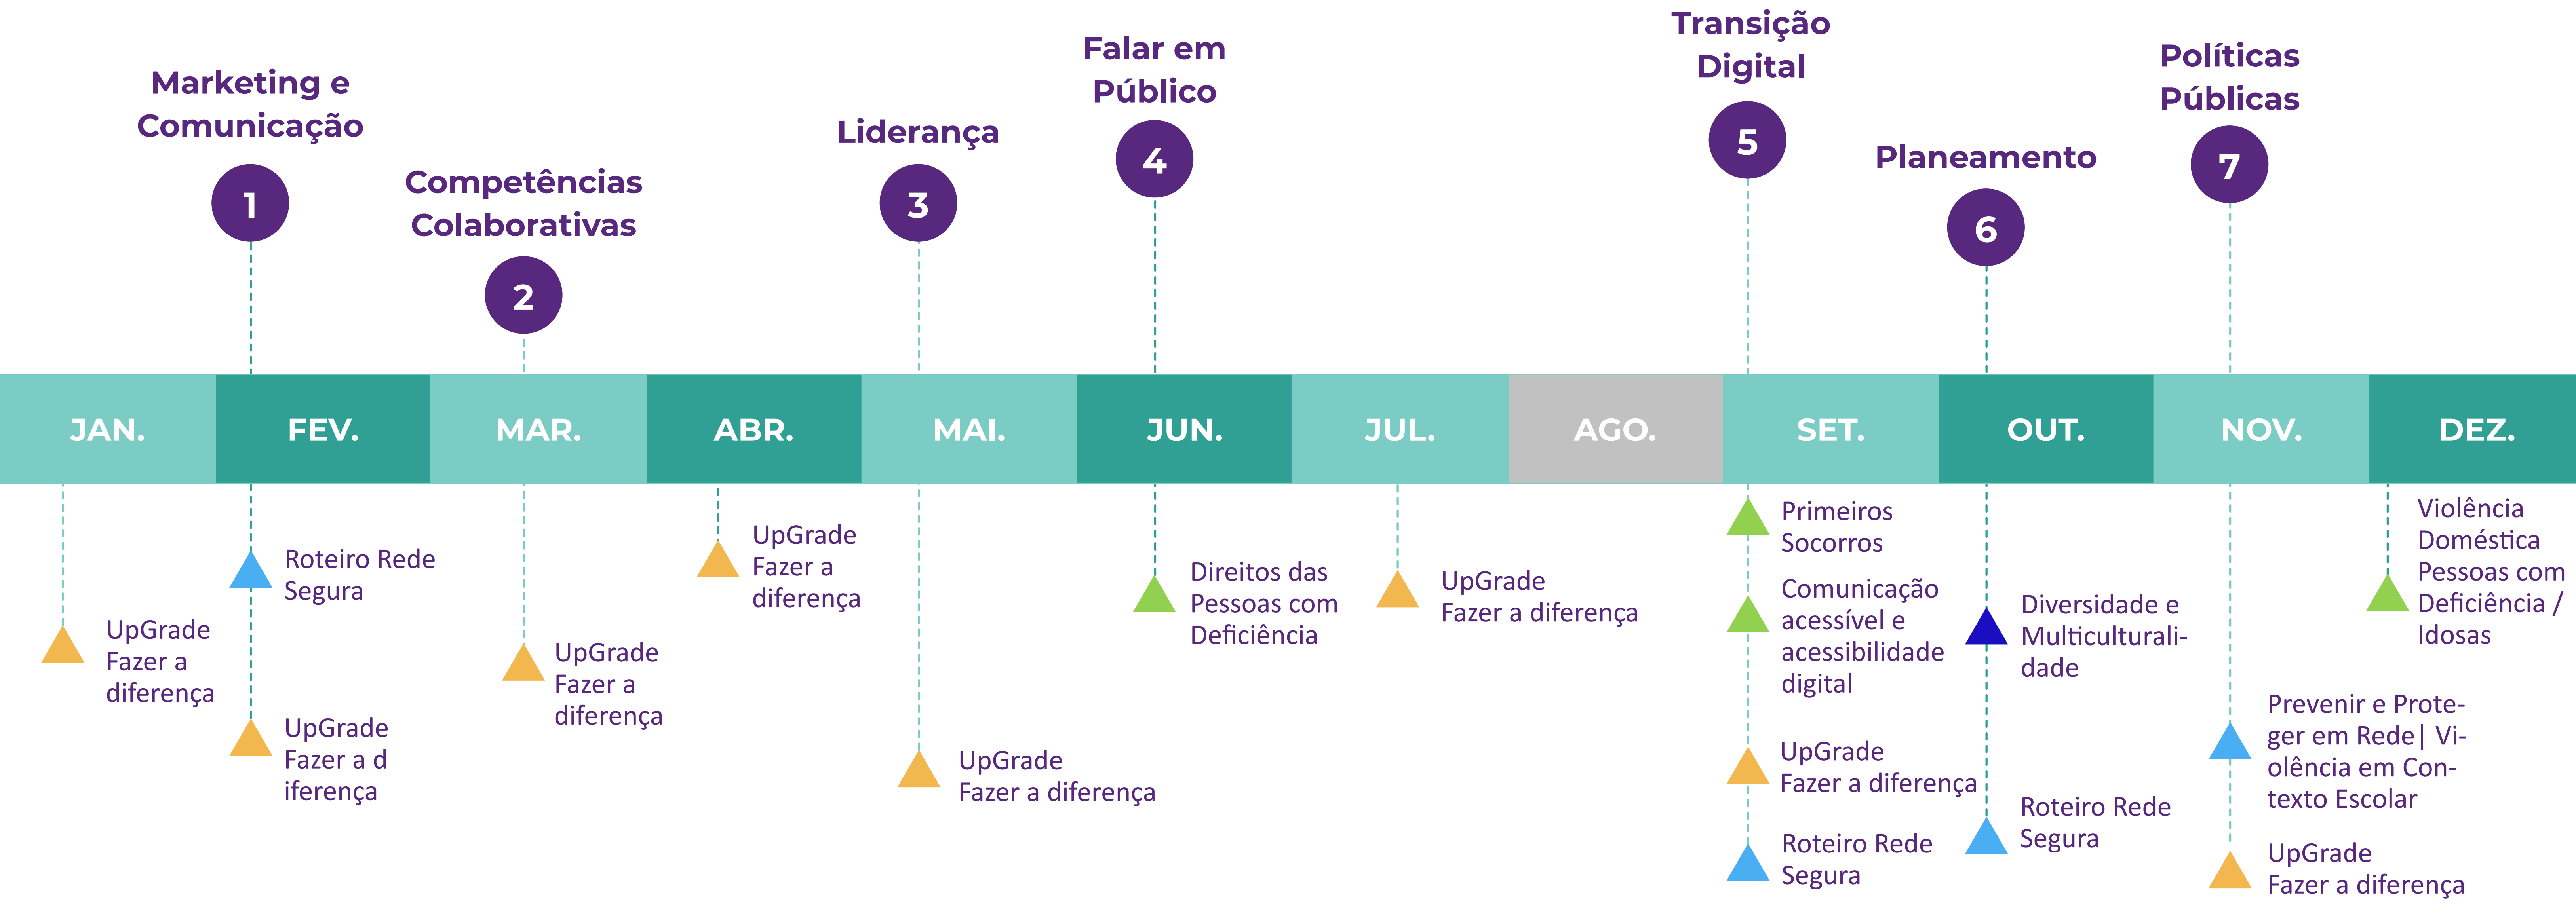 Marketing e
Comunicação
1
Competências
Colaborativas
2
Liderança
3
Falar em
Público
4
Transição
Digital
5
Planeamento
6
Políticas
Públicas
7
JAN.
FEV.
MAR.
ABR.
MAI.
JUN.
JUL.
AGO.
SET.
OUT.
NOV.
DEZ.
UpGrade
Fazer a
diferença
Roteiro Rede
Segura
UpGrade
Fazer a d
iferença
UpGrade
Fazer a
diferença
UpGrade
Fazer a
diferença
UpGrade
Fazer a diferença
Direitos das
Pessoas com
Deficiência
UpGrade
Fazer a diferença
Primeiros
Socorros
Comunicação
acessível e
acessibilidade
digital
UpGrade
Fazer a diferença
Roteiro Rede
Segura
Diversidade e
Multiculturali-
dade
Roteiro Rede
Segura
Prevenir e Prote-
ger em Rede| Vi-
olência em Con-
texto Escolar
UpGrade
Fazer a diferença
Violência
Doméstica
Pessoas com
Deficiência /
Idosas